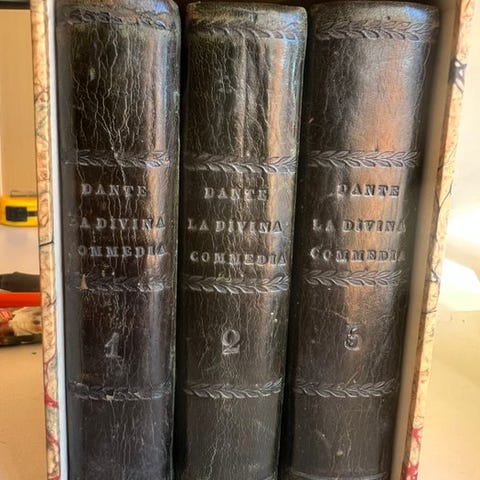 DANTE
LA DIVINA
COMMEDIA
1
DANTE
LA DIVINA
COMMEDIA
2
DANTE
LA DIVINA
COMMEDIA
3